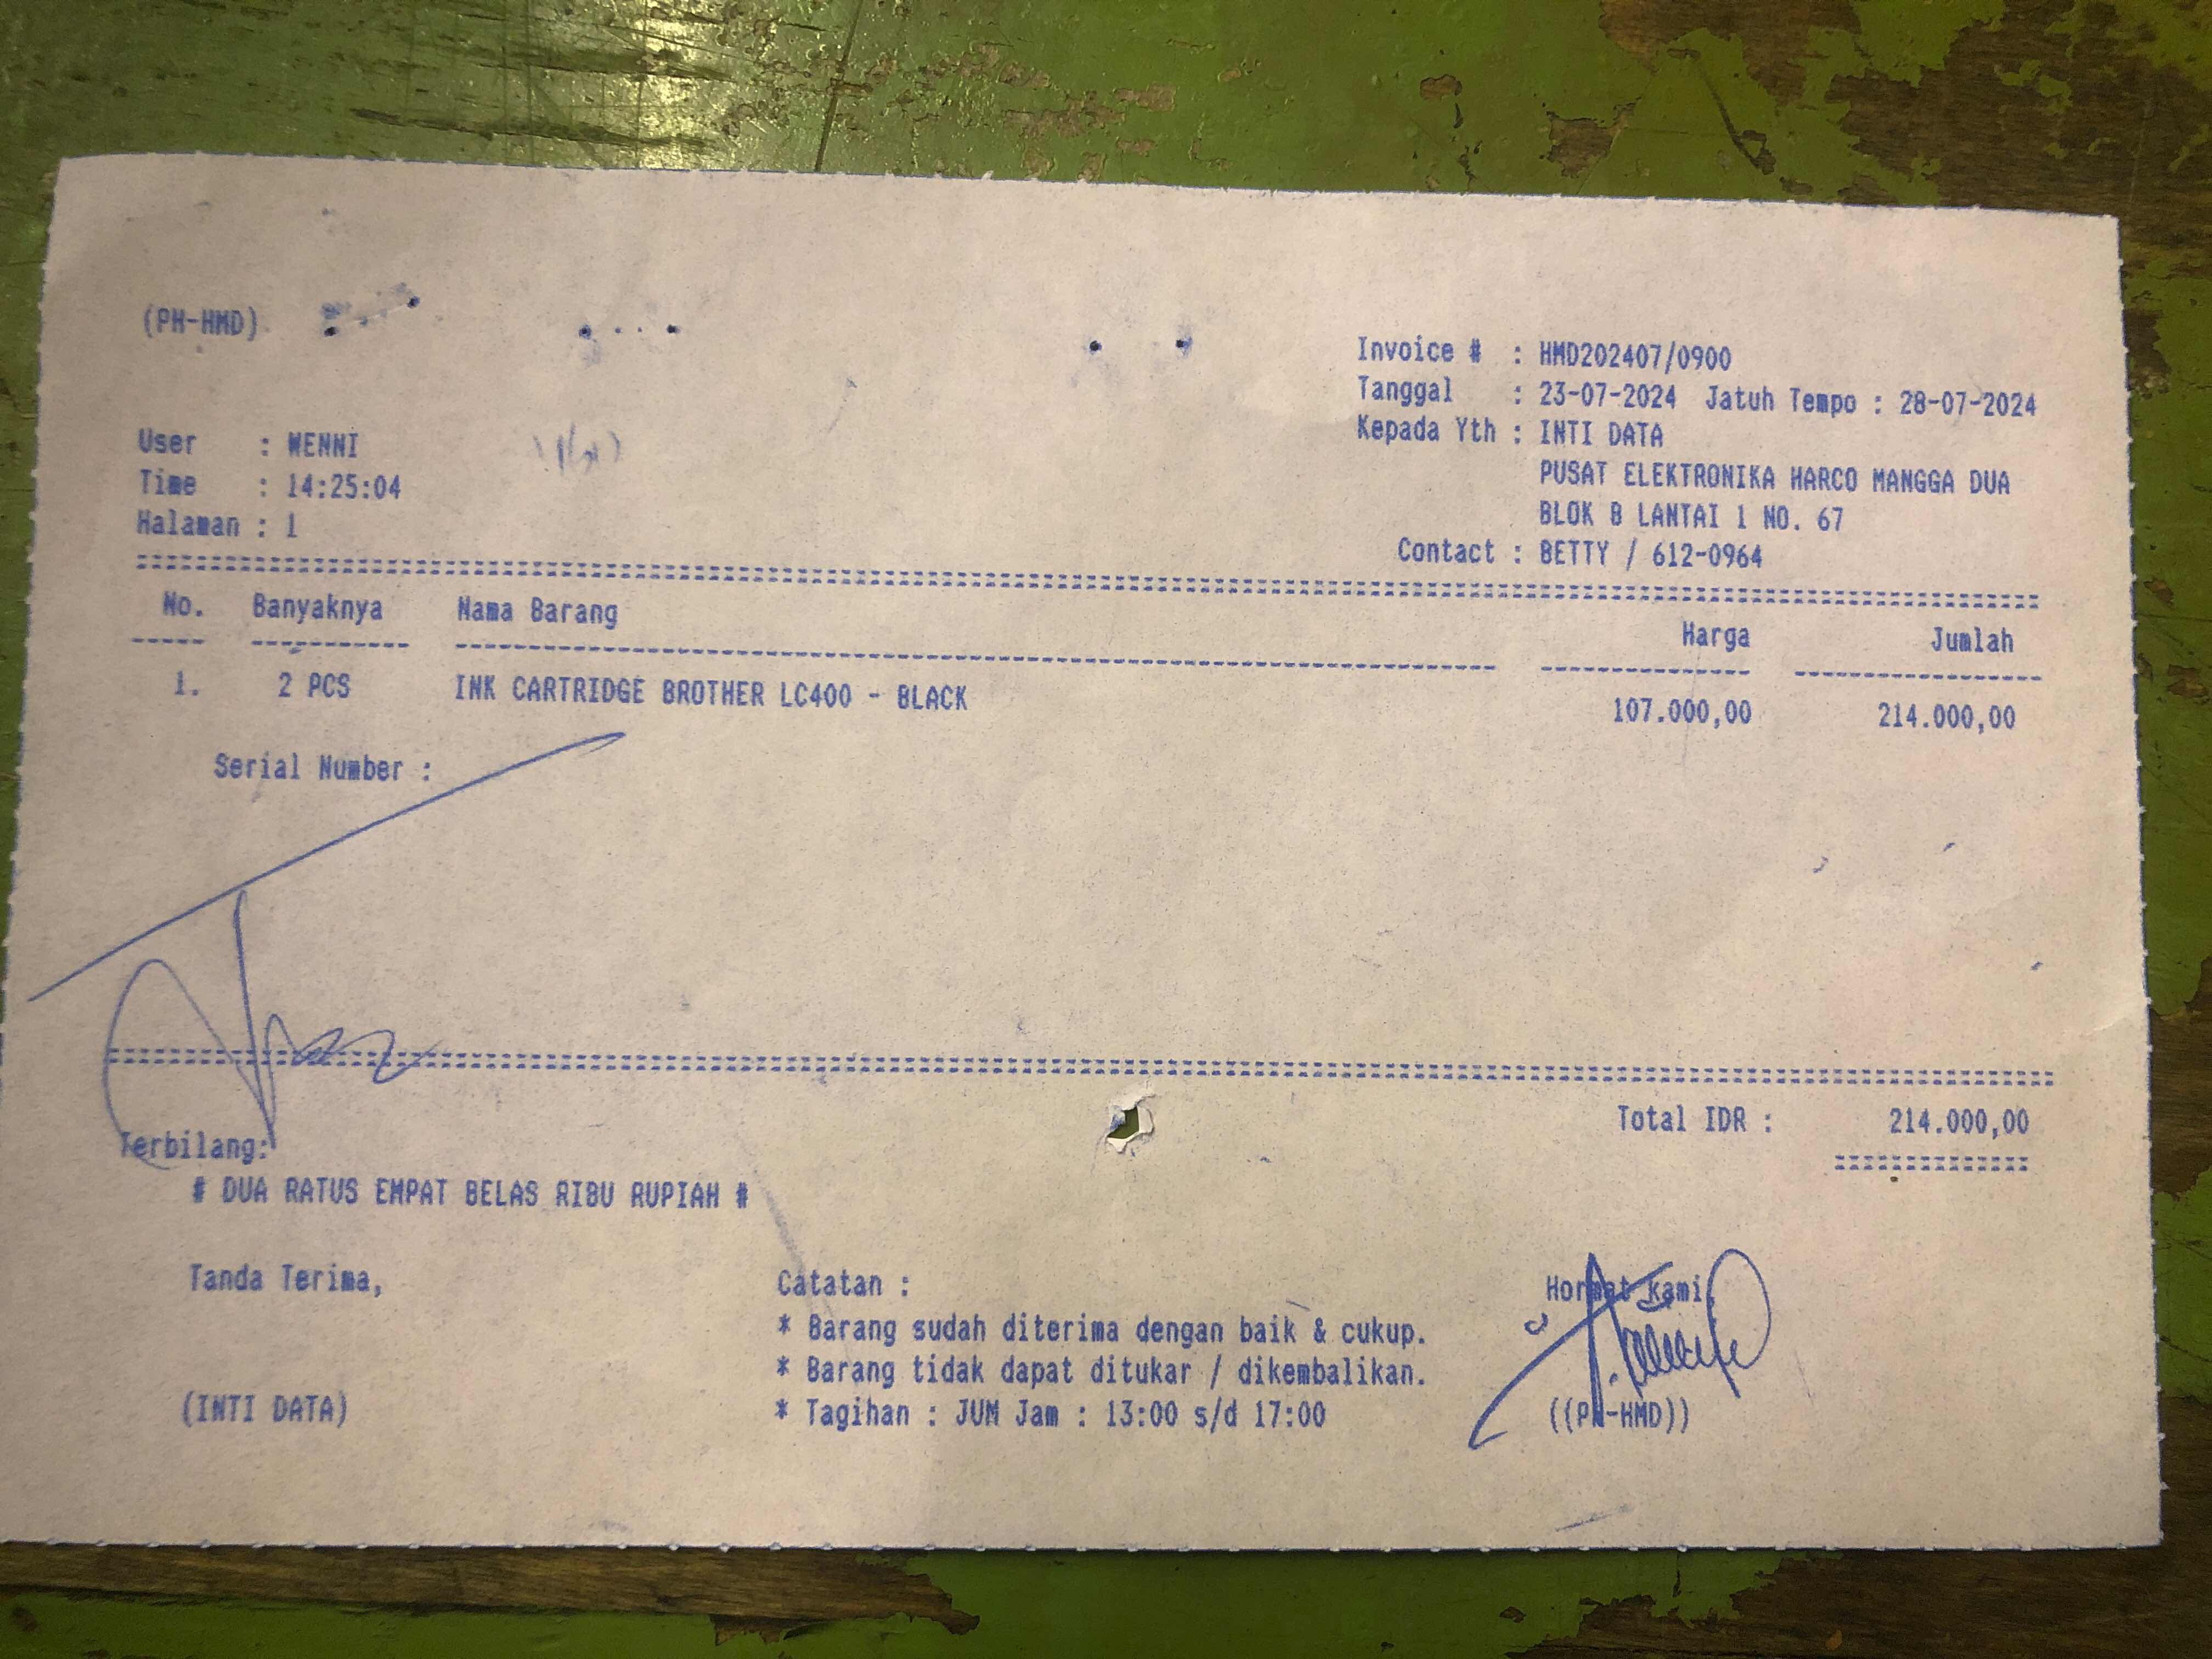 (PH-HMD)
Invoice # : HMD202407/0900
Tanggal : 23-07-2024 Jatuh Tempo : 28-07-2024
Kepada Yth : INTI DATA
PUSAT ELEKTRONIKA HARCO MANGGA DUA
BLOK B LANTAI 1 NO. 67
Contact : BETTY / 612-0964
User : WENNI
Time : 14:25:04
Halaman : 1
No. Banyaknya Nama Barang Harga Jumlah
1. 2 PCS INK CARTRIDGE BROTHER LC400 - BLACK 107.000,00 214.000,00
Serial Number :
Total IDR : 214.000,00
Terbilang:
# DUA RATUS EMPAT BELAS RIBU RUPIAH #
Tanda Terima,
(INTI DATA)
Catatan :
* Barang sudah diterima dengan baik & cukup.
* Barang tidak dapat ditukar / dikembalikan.
* Tagihan : JUM Jam : 13:00 s/d 17:00
Hormat kami,
((PH-HMD))